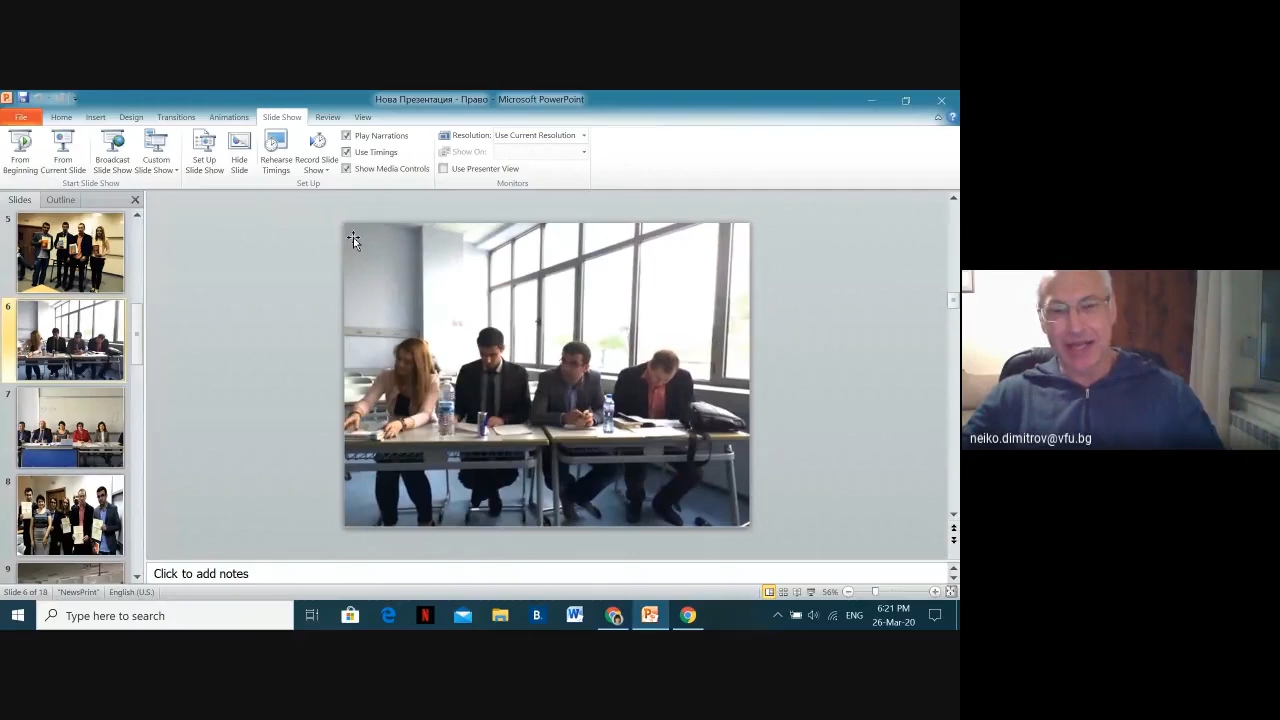 Нова Презентация - Право - Microsoft PowerPoint
File Home Insert Design Transitions Animations Slide Show Review View
From Beginning
From Current Slide
Broadcast Slide Show
Custom Slide Show
Set Up Slide Show
Hide Slide
Rehearse Timings
Record Slide Show
Play Narrations
Use Timings
Show Media Controls
Resolution: Use Current Resolution
Show On:
Use Presenter View
Start Slide Show
Set Up
Monitors
Slides Outline
5
6
7
8
9
neiko.dimitrov@vfu.bg
Click to add notes
Slide 6 of 18 "NewsPrint" English (U.S.) 56%
Type here to search
N
B.
W
P
ENG
6:21 PM
26-Mar-20